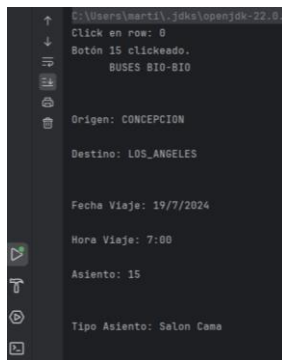 C:\Users\marti\.jdks\openjdk-22.0.
Click en row: 0
Botón 15 clickeado.
BUSES BIO-BIO
Origen: CONCEPCION
Destino: LOS_ANGELES
Fecha Viaje: 19/7/2024
Hora Viaje: 7:00
Asiento: 15
Tipo Asiento: Salon Cama